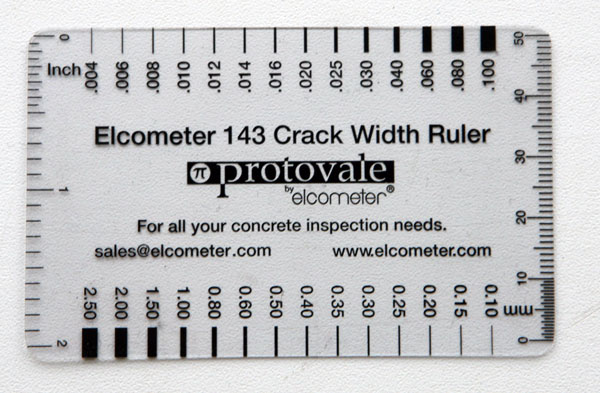 0
Inch .004 .006 .008 .010 .012 .014 .016 .020 .025 .030 .040 .060 .080 .100
50
40
Elcometer 143 Crack Width Ruler
30
π protovale
1
by elcometer®
20
For all your concrete inspection needs.
sales@elcometer.com www.elcometer.com
10
2.50 2.00 1.50 1.00 0.80 0.60 0.50 0.40 0.35 0.30 0.25 0.20 0.15 0.10 mm
2
0